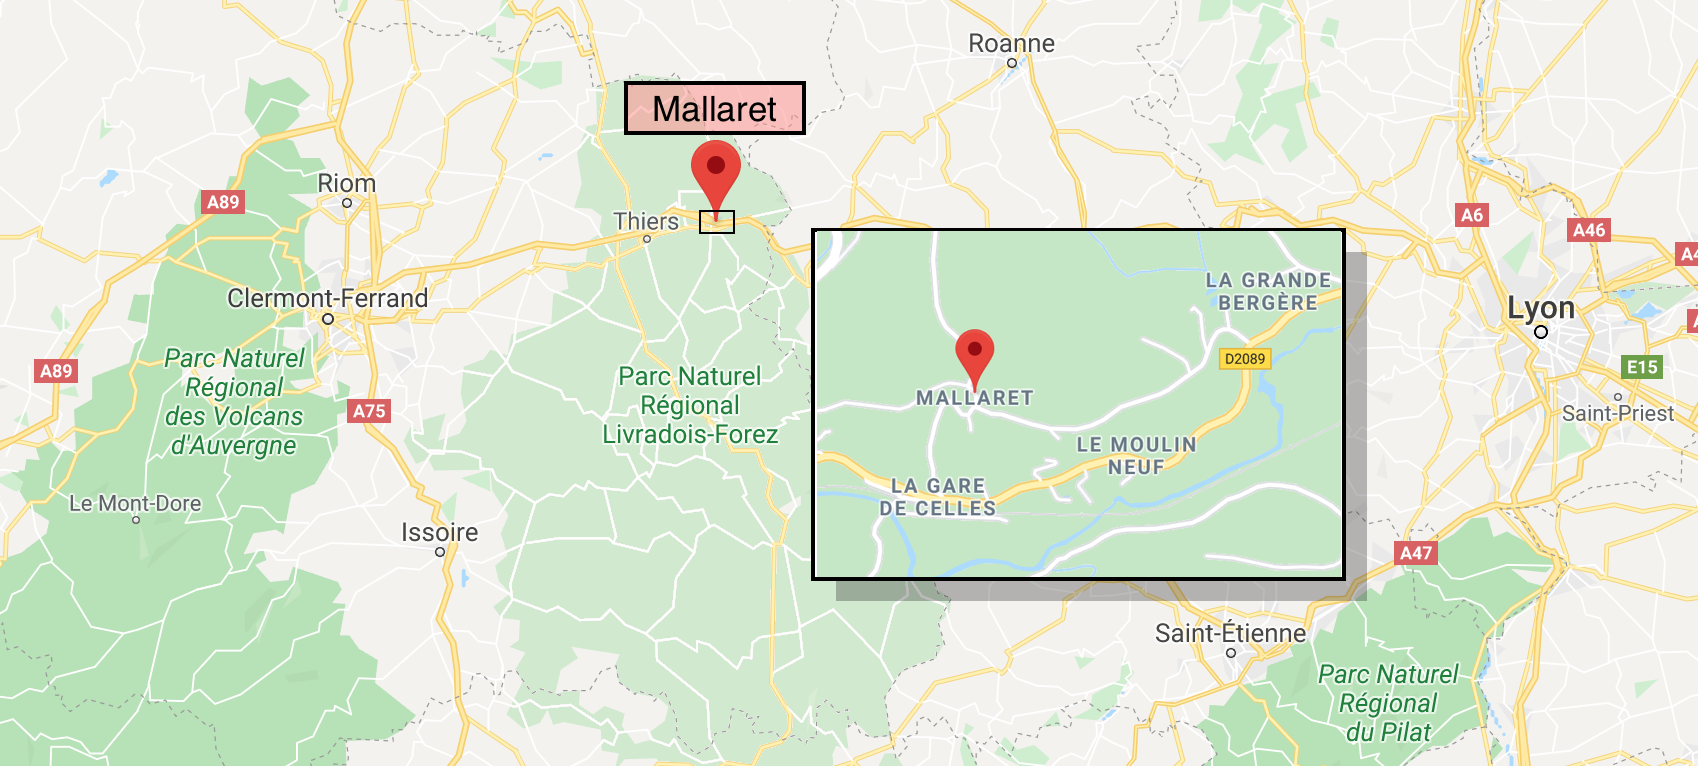 Roanne
Mallaret
Riom
A89
Thiers
A6
A46
A4
Clermont-Ferrand
LA GRANDE
BERGÈRE
Lyon
A
D2089
Parc Naturel
Régional
des Volcans
d'Auvergne
A89
A75
Parc Naturel
Régional
Livradois-Forez
MALLARET
E15
Saint-Priest
LE MOULIN
NEUF
LA GARE
DE CELLES
Le Mont-Dore
Issoire
A47
Saint-Étienne
Parc Naturel
Régional
du Pilat